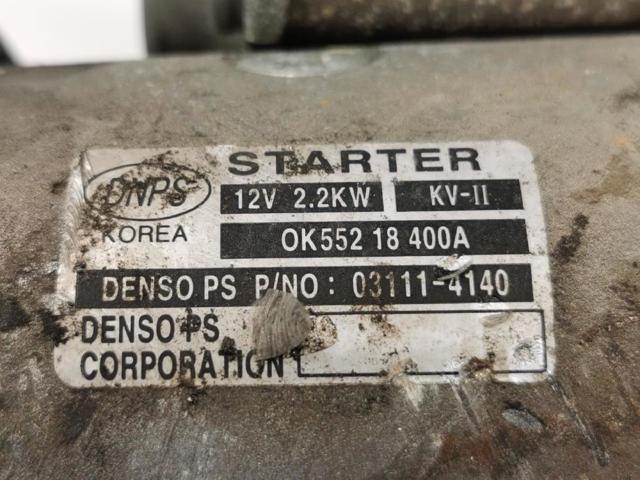 STARTER
DNPS
12V 2.2KW KV-II
KOREA
OK552 18 400A
DENSO PS P/NO : 03111-4140
DENSO PS
CORPORATION